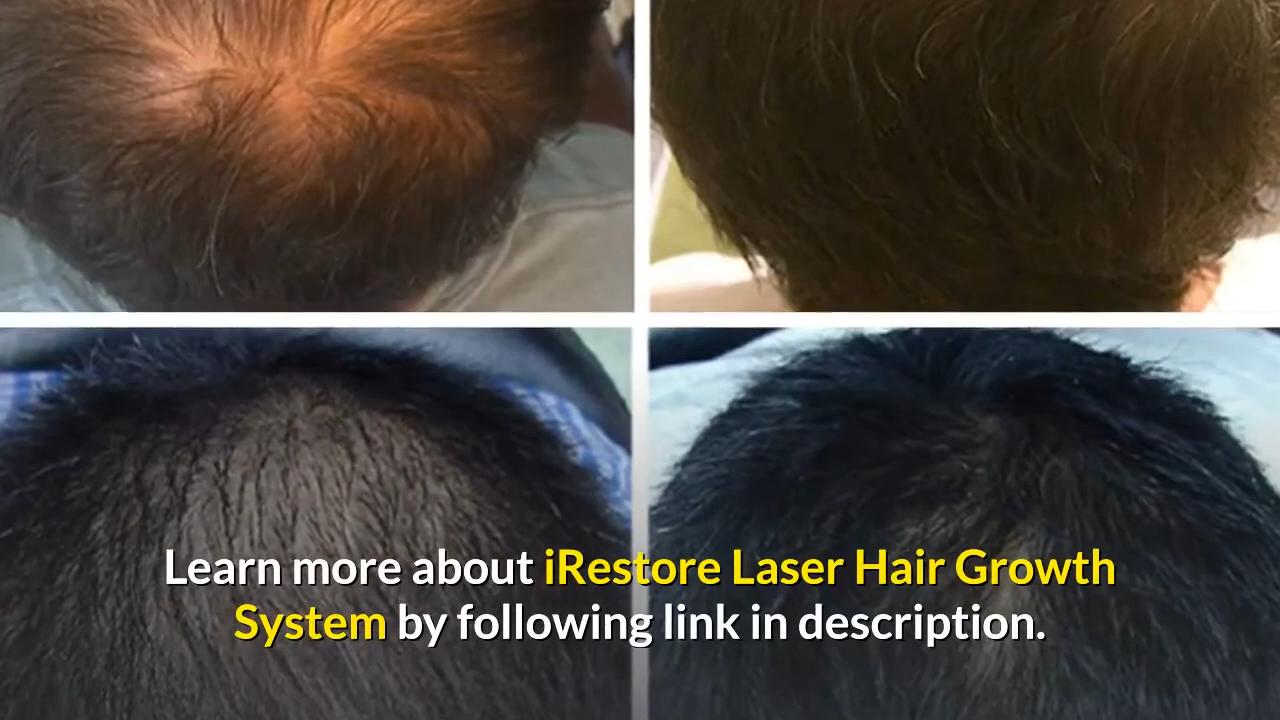 Learn more about iRestore Laser Hair Growth
System by following link in description.